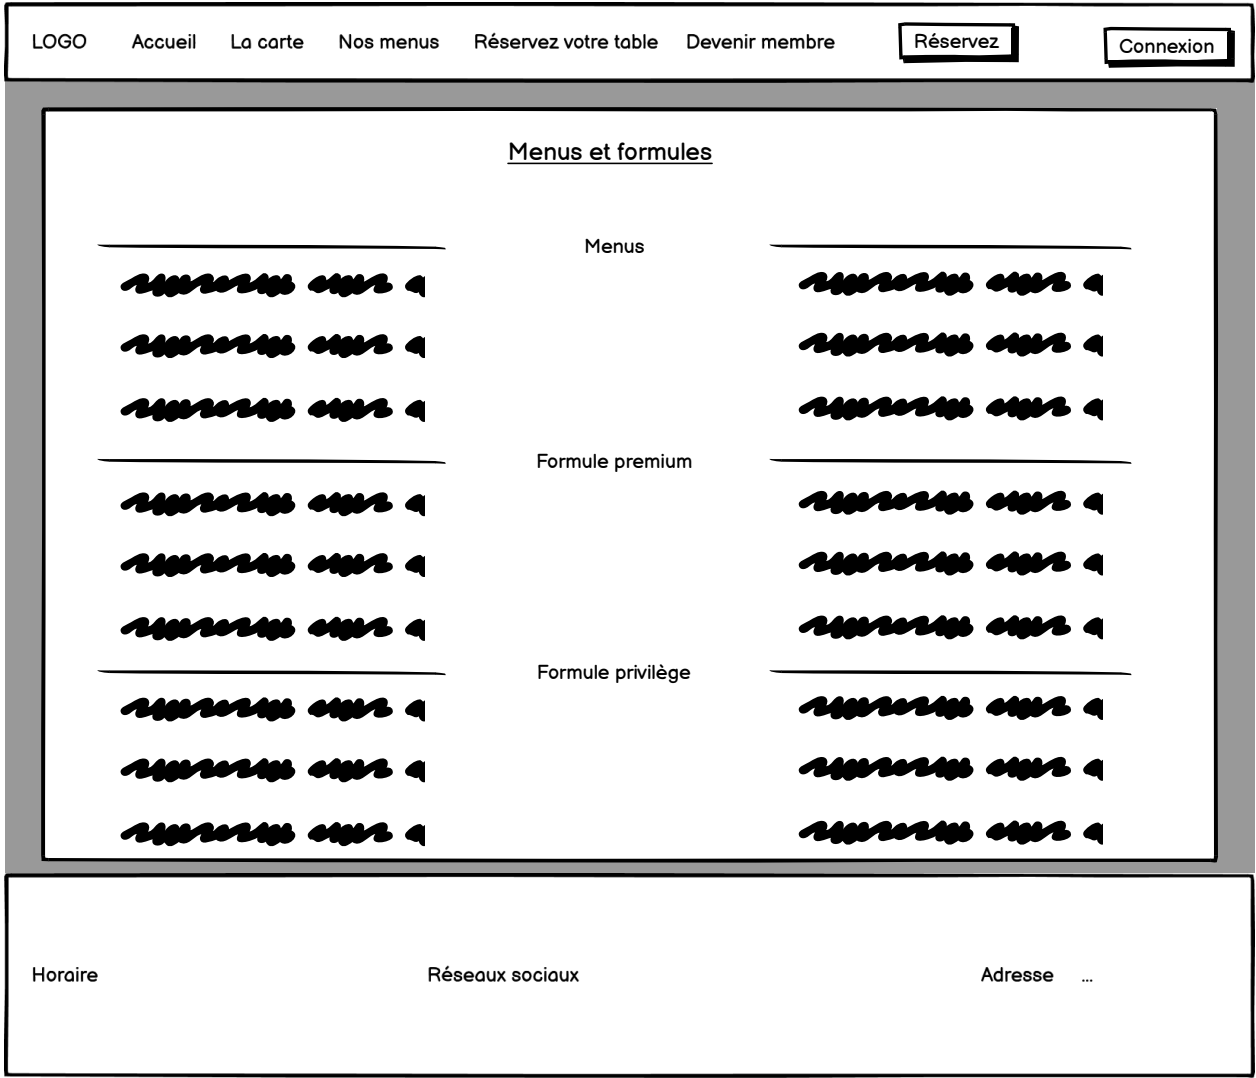 LOGO Accueil La carte Nos menus Réservez votre table Devenir membre Réservez Connexion
Menus et formules
Menus
Formule premium
Formule privilège
Horaire Réseaux sociaux Adresse ...